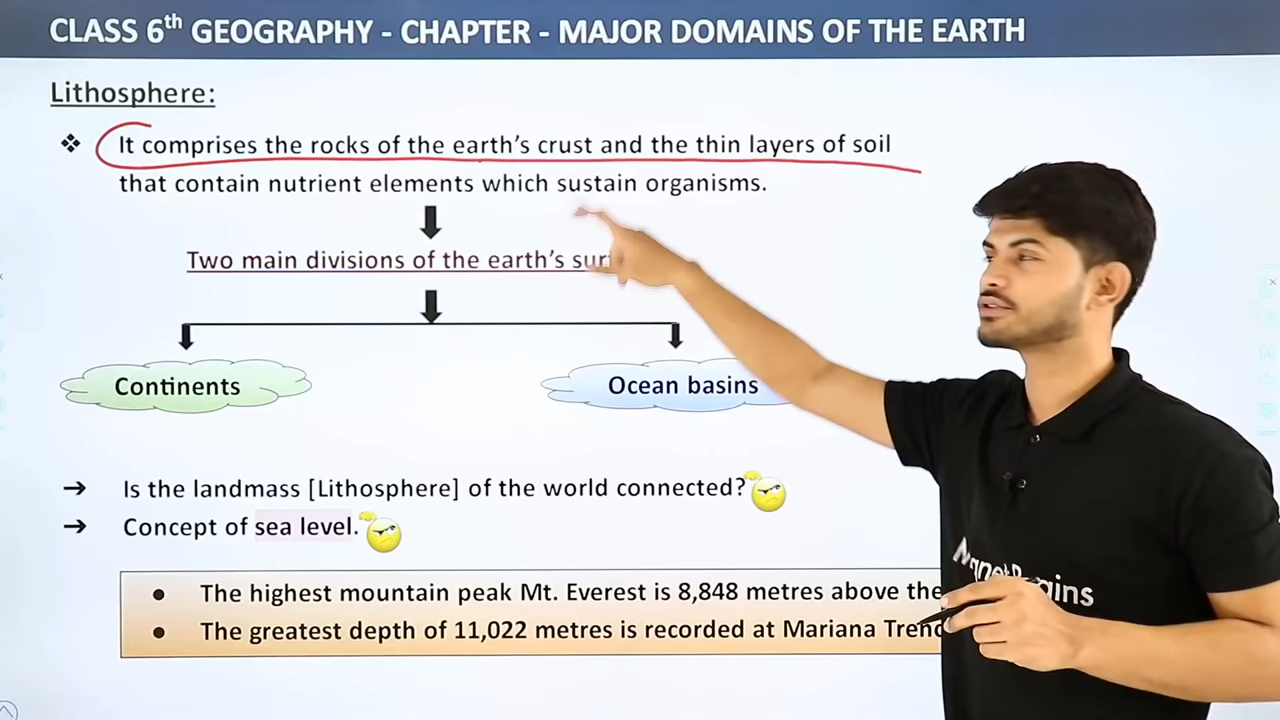 CLASS 6th GEOGRAPHY - CHAPTER - MAJOR DOMAINS OF THE EARTH
Lithosphere:
It comprises the rocks of the earth's crust and the thin layers of soil
that contain nutrient elements which sustain organisms.
Two main divisions of the earth's
Continents
Ocean basins
Is the landmass [Lithosphere] of the world connected?
Concept of sea level.
The highest mountain peak Mt. Everest is 8,848 metres above the
The greatest depth of 11,022 metres is recorded at Mariana